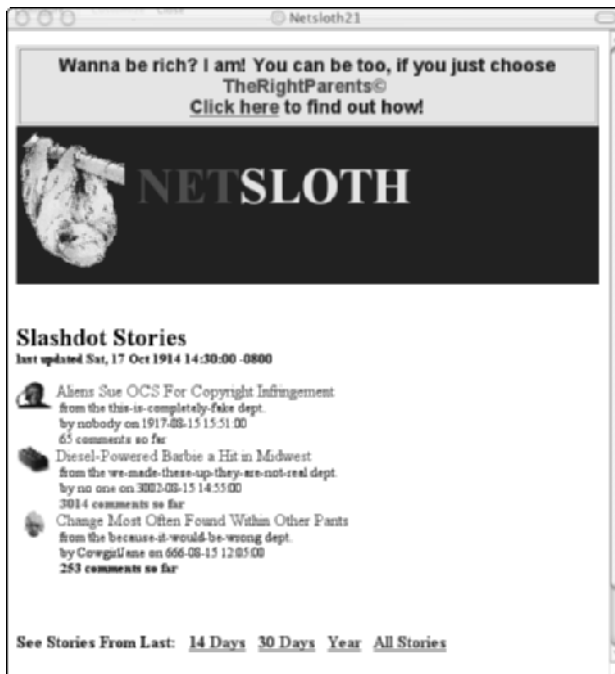 Netsloth21
Wanna be rich? I am! You can be too, if you just choose
TheRightParents©
Click here to find out how!
NETSLOTH
Slashdot Stories
last updated Sat, 17 Oct 1914 14:30:00 -0800
Aliens Sue OCS For Copyright Infringement
from the this-is-completely-fake dept.
by nobody on 1917-08-15 15:51:00
65 comments so far
Diesel-Powered Barbie a Hit in Midwest
from the we-made-these-up-they-are-not-real dept.
by no one on 3002-08-15 14:55:00
3014 comments so far
Change Most Often Found Within Other Pants
from the because-it-would-be-wrong dept.
by CowgirlJane on 666-08-15 12:05:00
253 comments so far
See Stories From Last: 14 Days 30 Days Year All Stories